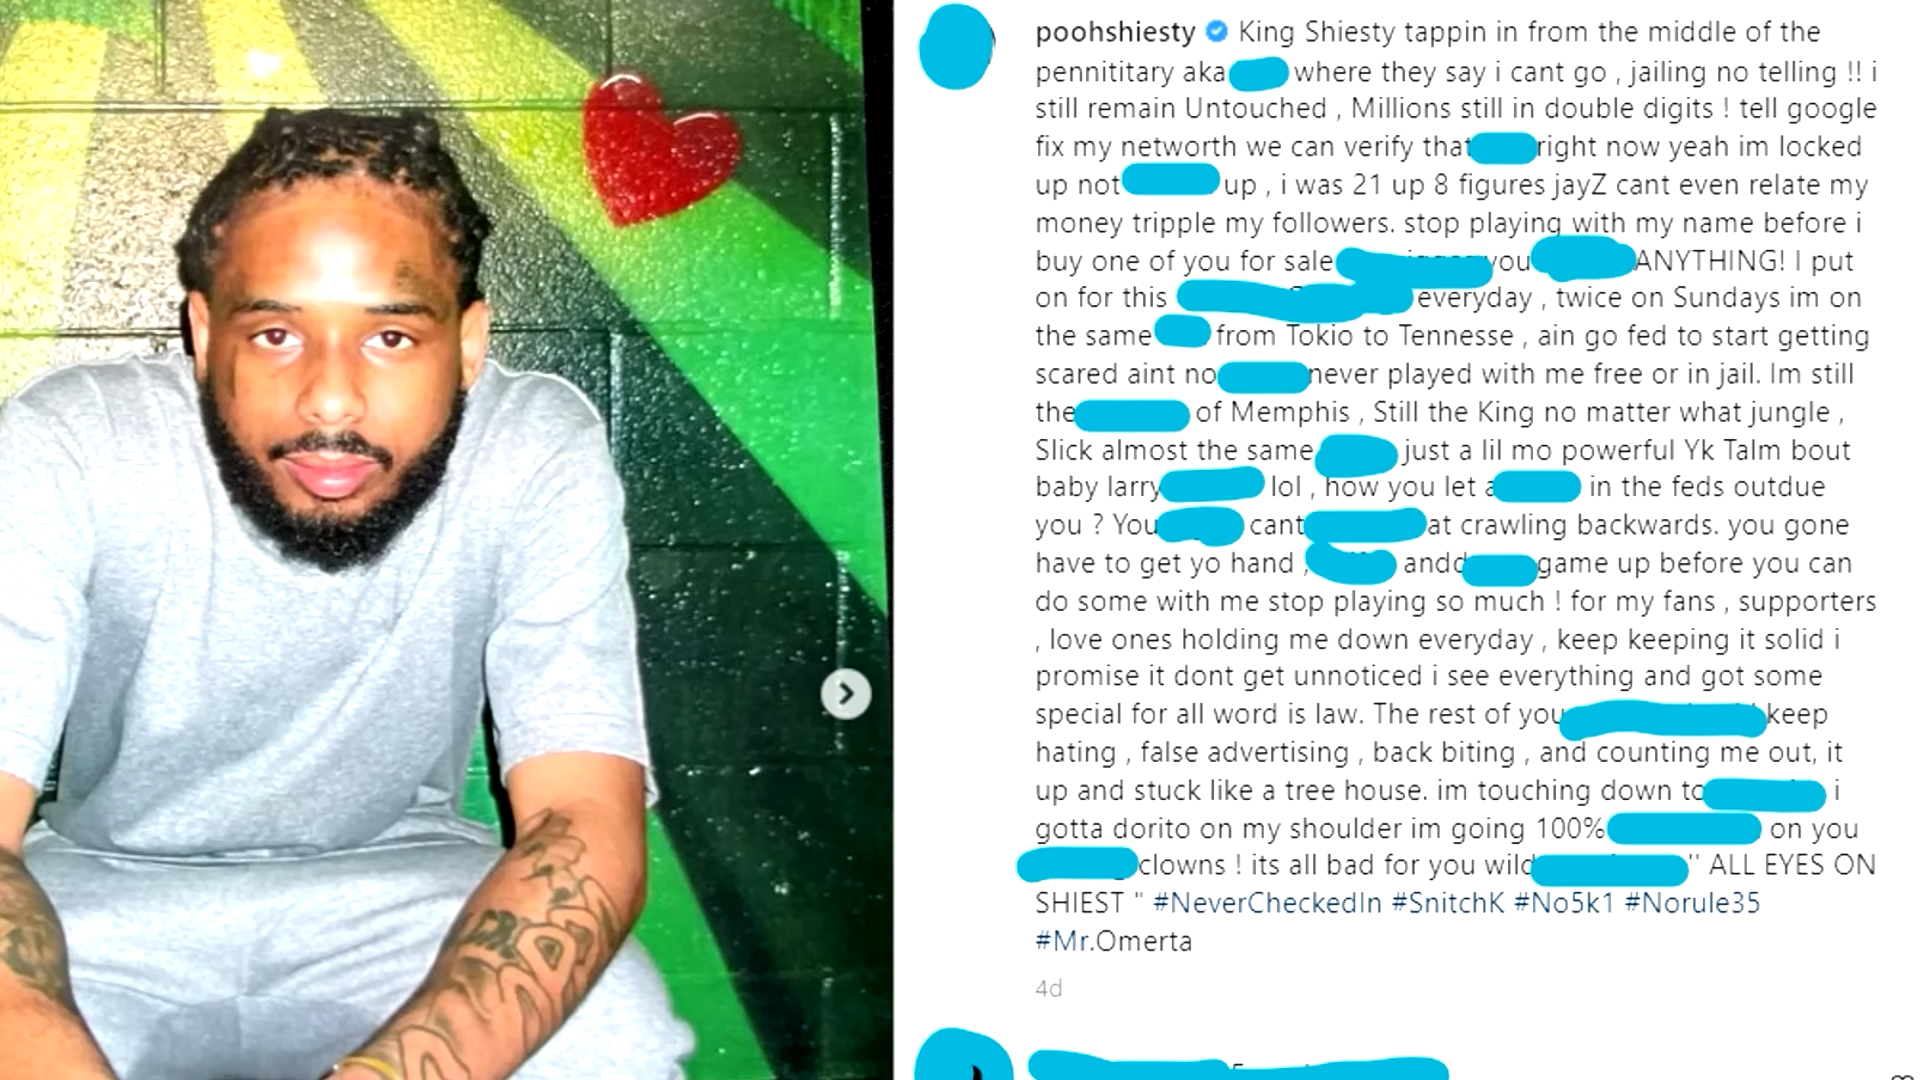 poohshiesty King Shiesty tappin in from the middle of the
pennititary aka where they say i cant go , jailing no telling !! i
still remain Untouched , Millions still in double digits ! tell google
fix my networth we can verify that right now yeah im locked
up not up , i was 21 up 8 figures jayZ cant even relate my
money tripple my followers. stop playing with my name before i
buy one of you for sale you ANYTHING! I put
on for this everyday , twice on Sundays im on
the same from Tokio to Tennesse , ain go fed to start getting
scared aint no never played with me free or in jail. Im still
the of Memphis , Still the King no matter what jungle ,
Slick almost the same just a lil mo powerful Yk Talm bout
baby larry lol , how you let a in the feds outdue
you ? You cant at crawling backwards. you gone
have to get yo hand , andd game up before you can
do some with me stop playing so much ! for my fans , supporters
, love ones holding me down everyday , keep keeping it solid i
promise it dont get unnoticed i see everything and got some
special for all word is law. The rest of you keep
hating , false advertising , back biting , and counting me out, it
up and stuck like a tree house. im touching down to i
gotta dorito on my shoulder im going 100% on you
clowns ! its all bad for you wild " ALL EYES ON
SHIEST " #NeverCheckedIn #SnitchK #No5k1 #Norule35
#Mr.Omerta
4d